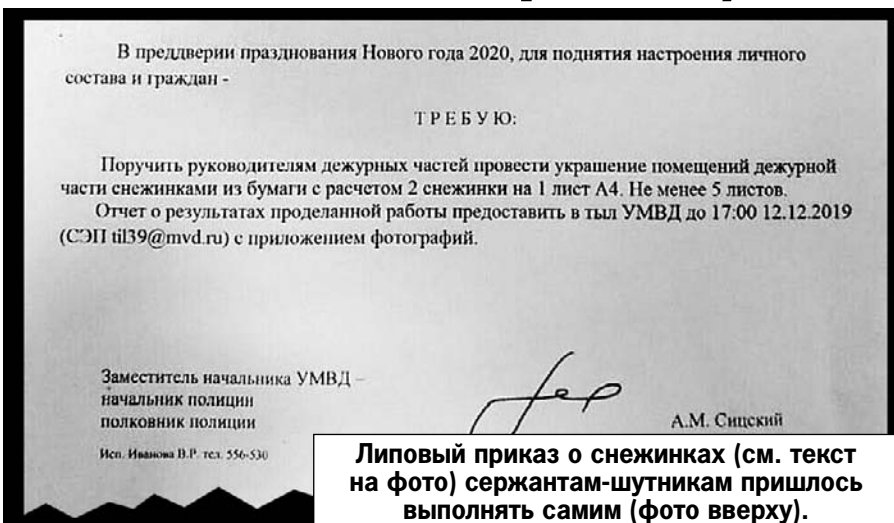 В преддверии празднования Нового года 2020, для поднятия настроения личного
состава и граждан -
Т Р Е Б У Ю:
Поручить руководителям дежурных частей провести украшение помещений дежурной
части снежинками из бумаги с расчетом 2 снежинки на 1 лист А4. Не менее 5 листов.
Отчет о результатах проделанной работы предоставить в тыл УМВД до 17:00 12.12.2019
(СЭП til39@mvd.ru) с приложением фотографий.
Заместитель начальника УМВД –
начальник полиции
полковник полиции
А.М. Сицский
Исп. Иванова В.Р. тел. 556-530
Липовый приказ о снежинках (см. текст
на фото) сержантам-шутникам пришлось
выполнять самим (фото вверху).